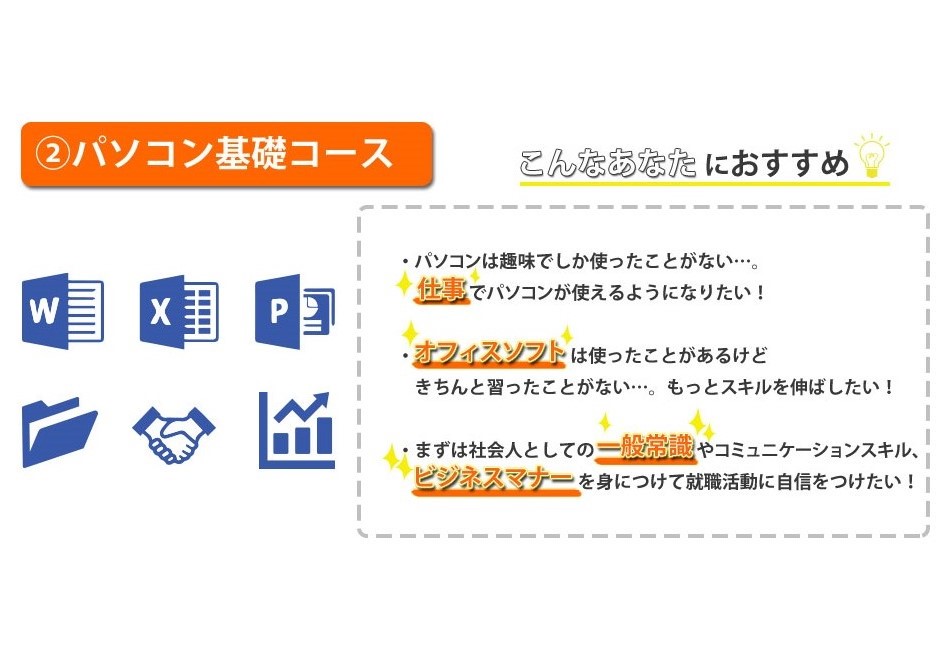 ②パソコン基礎コース
こんなあなたにおすすめ
W X P
・パソコンは趣味でしか使ったことがない…。
仕事でパソコンが使えるようになりたい！
・オフィスソフトは使ったことがあるけど
きちんと習ったことがない…。もっとスキルを伸ばしたい！
・まずは社会人としての一般常識やコミュニケーションスキル、
ビジネスマナーを身につけて就職活動に自信をつけたい！